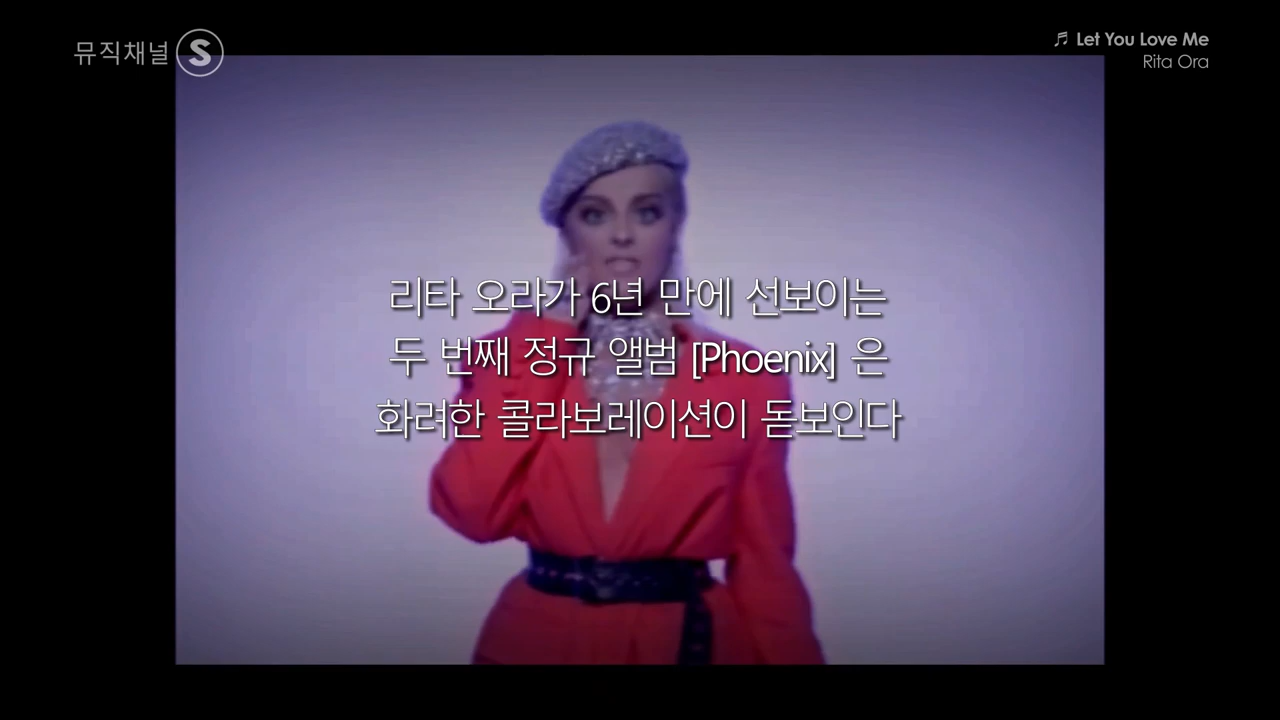 뮤직채널 S
♬ Let You Love Me
Rita Ora
리타 오라가 6년 만에 선보이는
두 번째 정규 앨범 [Phoenix] 은
화려한 콜라보레이션이 돋보인다